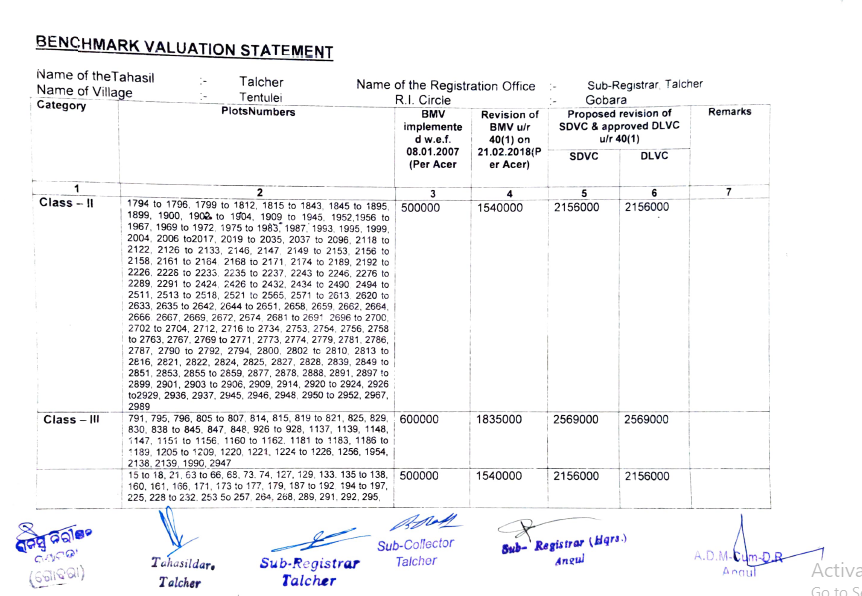 BENCHMARK VALUATION STATEMENT
Name of theTahasil :- Talcher Name of the Registration Office :- Sub-Registrar, Talcher
Name of Village :- Tentulei R.I. Circle :- Gobara
Category PlotsNumbers BMV implemente d w.e.f. 08.01.2007 (Per Acer Revision of BMV u/r 40(1) on 21.02.2018(P er Acer) Proposed revision of SDVC & approved DLVC u/r 40(1) Remarks
SDVC DLVC
1 2 3 4 5 6 7
Class – II 1794 to 1796, 1799 to 1812, 1815 to 1843, 1845 to 1895, 500000 1540000 2156000 2156000
1899, 1900, 1902 to 1904, 1909 to 1945, 1952,1956 to
1967, 1969 to 1972, 1975 to 1983, 1987, 1993, 1995, 1999,
2004, 2006 to2017, 2019 to 2035, 2037 to 2096, 2118 to
2122, 2126 to 2133, 2146, 2147, 2149 to 2153, 2156 to
2158, 2161 to 2164, 2168 to 2171, 2174 to 2189, 2192 to
2226, 2228 to 2233, 2235 to 2237, 2243 to 2246, 2276 to
2289, 2291 to 2424, 2426 to 2432, 2434 to 2490, 2494 to
2511, 2513 to 2518, 2521 to 2565, 2571 to 2613, 2620 to
2633, 2635 to 2642, 2644 to 2651, 2658, 2659, 2662, 2664,
2666, 2667, 2669, 2672, 2674, 2681 to 2691, 2696 to 2700,
2702 to 2704, 2712, 2716 to 2734, 2753, 2754, 2756, 2758
to 2763, 2767, 2769 to 2771, 2773, 2774, 2779, 2781, 2786,
2787, 2790 to 2792, 2794, 2800, 2802 to 2810, 2813 to
2816, 2821, 2822, 2824, 2825, 2827, 2828, 2839, 2849 to
2851, 2853, 2855 to 2859, 2877, 2878, 2888, 2891, 2897 to
2899, 2901, 2903 to 2906, 2909, 2914, 2920 to 2924, 2926
to2929, 2936, 2937, 2945, 2946, 2948, 2950 to 2952, 2967,
2989
Class – III 791, 795, 796, 805 to 807, 814, 815, 819 to 821, 825, 829, 600000 1835000 2569000 2569000
830, 838 to 845, 847, 848, 926 to 928, 1137, 1139, 1148,
1147, 1151 to 1156, 1160 to 1162, 1181 to 1183, 1186 to
1189, 1205 to 1209, 1220, 1221, 1224 to 1226, 1256, 1954,
2138, 2139, 1990, 2947
15 to 18, 21, 63 to 66, 68, 73, 74, 127, 129, 133, 135 to 138, 500000 1540000 2156000 2156000
160, 161, 166, 171, 173 to 177, 179, 187 to 192, 194 to 197,
225, 228 to 232, 253 5o 257, 264, 268, 289, 291, 292, 295,
ରାଜସ୍ୱ ନିରୀକ୍ଷକ
(ଗୋବରା)
Tahasildar,
Talcher
Sub-Registrar
Talcher
Sub-Collector
Talcher
Sub- Registrar (Hqrs.)
Angul
A.D.M-Cum-D.R
Angul
Activa
Go to S